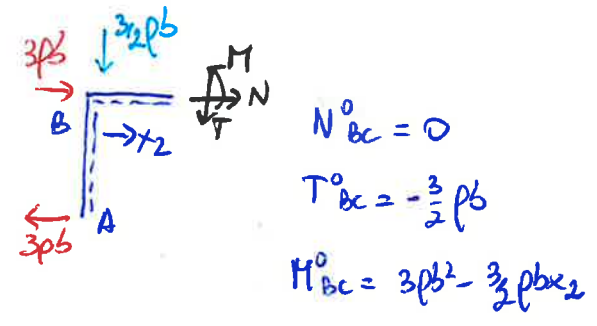 3/2pb
3pb
M
N
T
B
x2
A
3pb
N°BC = 0
T°BC = - 3/2 pb
M°BC = 3pb² - 3/2 pbx2